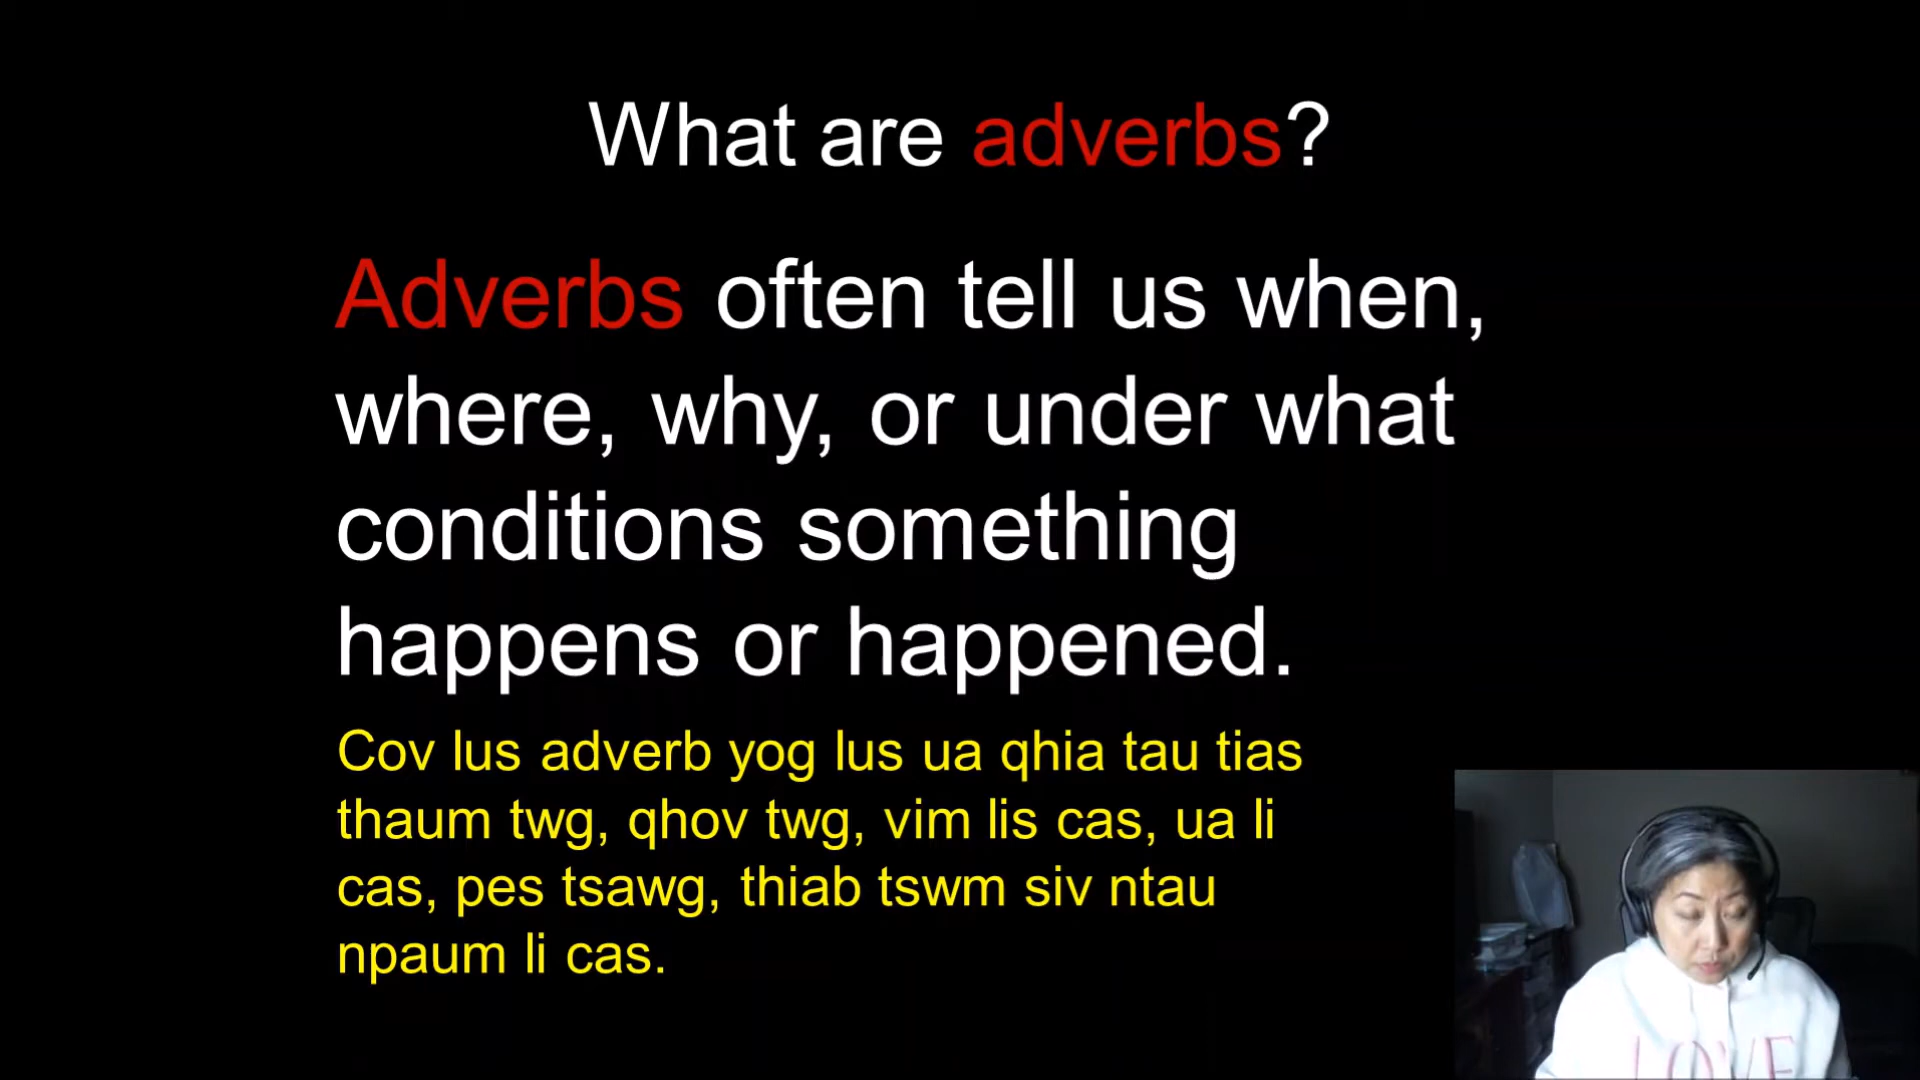 What are adverbs?
Adverbs often tell us when,
where, why, or under what
conditions something
happens or happened.
Cov lus adverb yog lus ua qhia tau tias
thaum twg, qhov twg, vim lis cas, ua li
cas, pes tsawg, thiab tswm siv ntau
npaum li cas.
LOVE